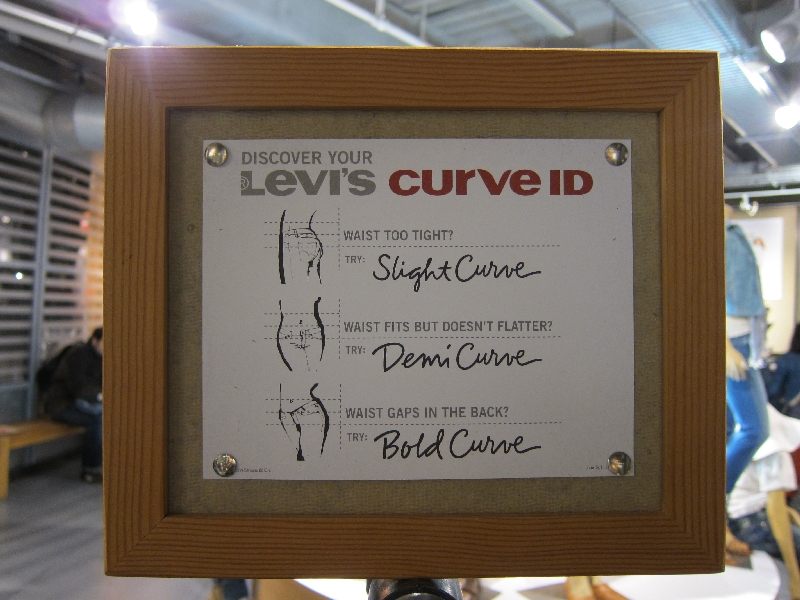 DISCOVER YOUR
LEVI'S® CURVE ID
WAIST TOO TIGHT?
TRY: Slight Curve
WAIST FITS BUT DOESN'T FLATTER?
TRY: Demi Curve
WAIST GAPS IN THE BACK?
TRY: Bold Curve